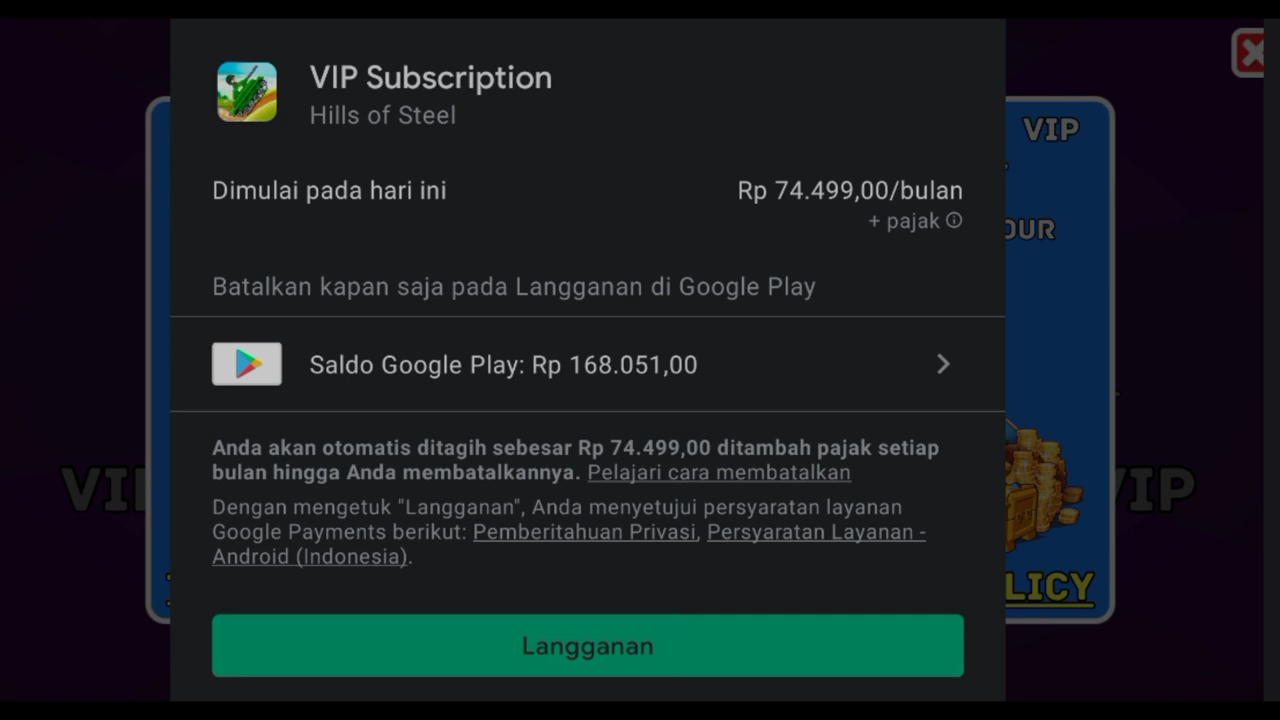 VIP Subscription
Hills of Steel
VIP
Dimulai pada hari ini
Rp 74.499,00/bulan
+ pajak
OUR
Batalkan kapan saja pada Langganan di Google Play
Saldo Google Play: Rp 168.051,00
Anda akan otomatis ditagih sebesar Rp 74.499,00 ditambah pajak setiap
bulan hingga Anda membatalkannya. Pelajari cara membatalkan
VIP
VIP
Dengan mengetuk "Langganan", Anda menyetujui persyaratan layanan
Google Payments berikut: Pemberitahuan Privasi, Persyaratan Layanan -
Android (Indonesia).
LICY
Langganan